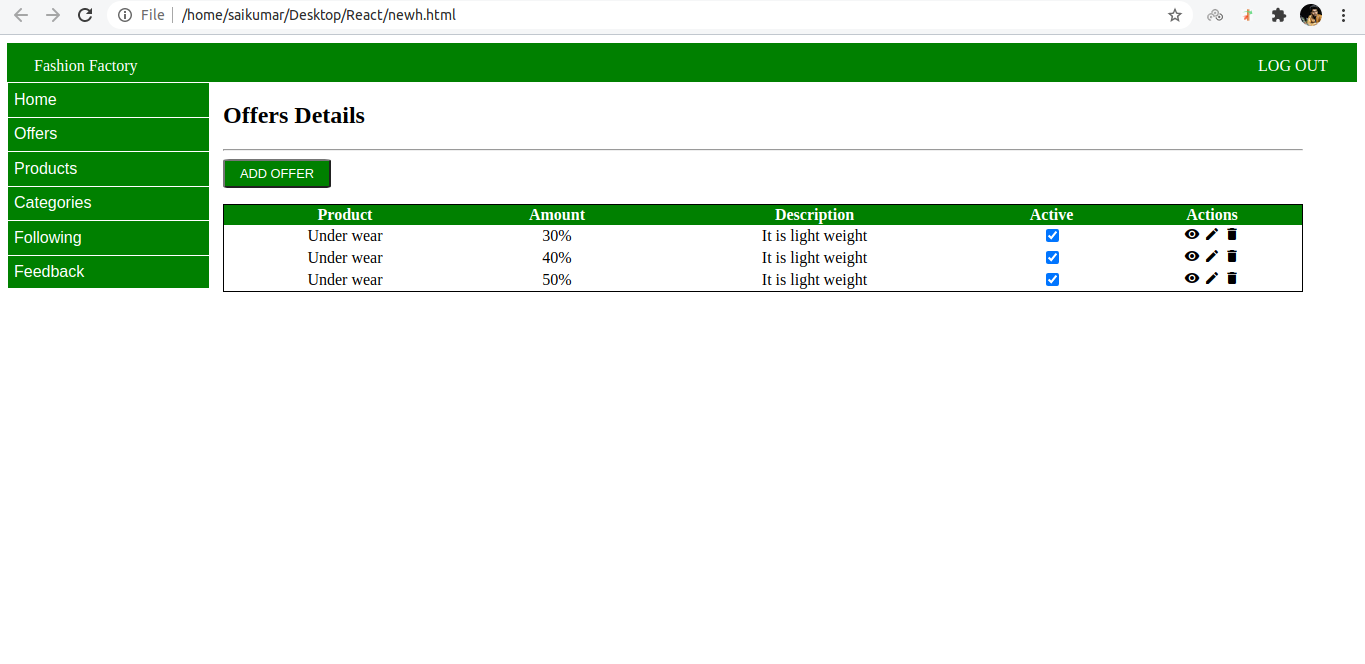 File /home/saikumar/Desktop/React/newh.html
Fashion Factory LOG OUT
Home
Offers
Products
Categories
Following
Feedback
Offers Details
ADD OFFER
Product Amount Description Active Actions
Under wear 30% It is light weight
Under wear 40% It is light weight
Under wear 50% It is light weight